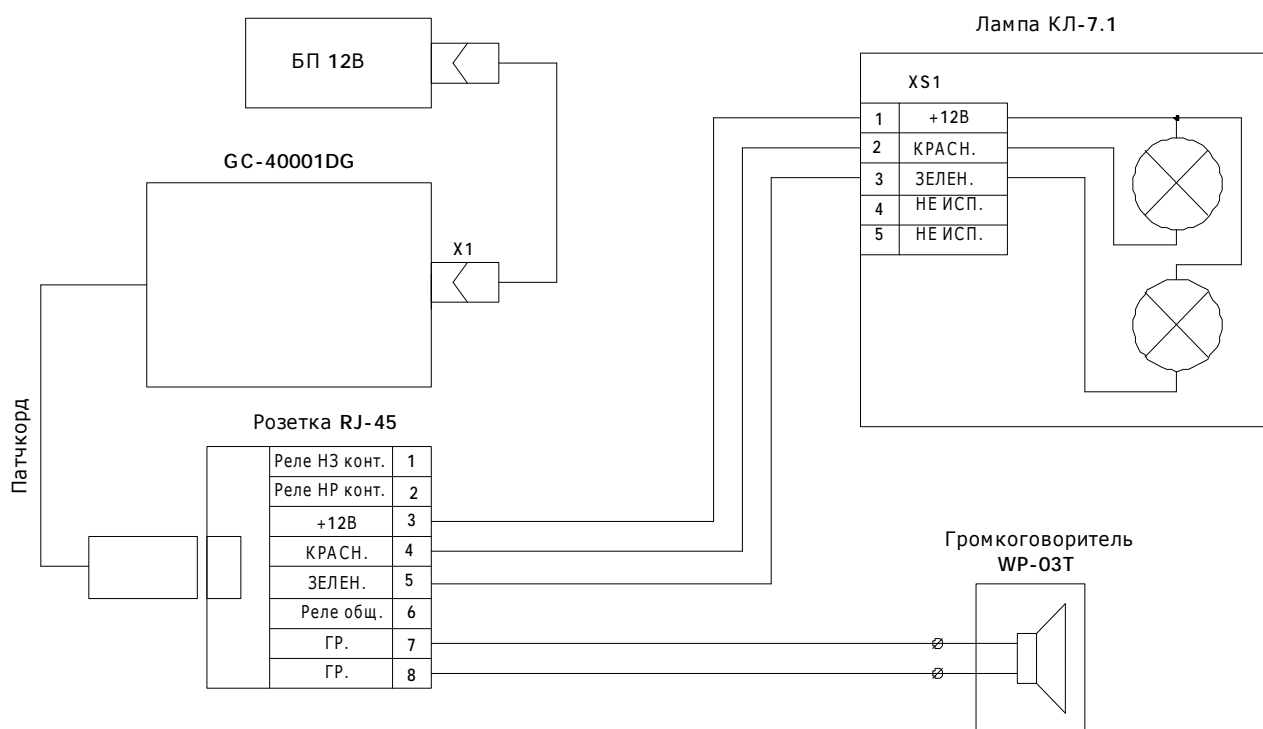 Лампа КЛ-7.1
БП 12В
XS1
1 +12В
2 КРАСН.
3 ЗЕЛЕН.
4 НЕ ИСП.
5 НЕ ИСП.
GC-40001DG
X1
Патчкорд
Розетка RJ-45
Реле НЗ конт. 1
Реле НР конт. 2
+12В 3
КРАСН. 4
ЗЕЛЕН. 5
Реле общ. 6
ГР. 7
ГР. 8
Громкоговоритель
WP-03T